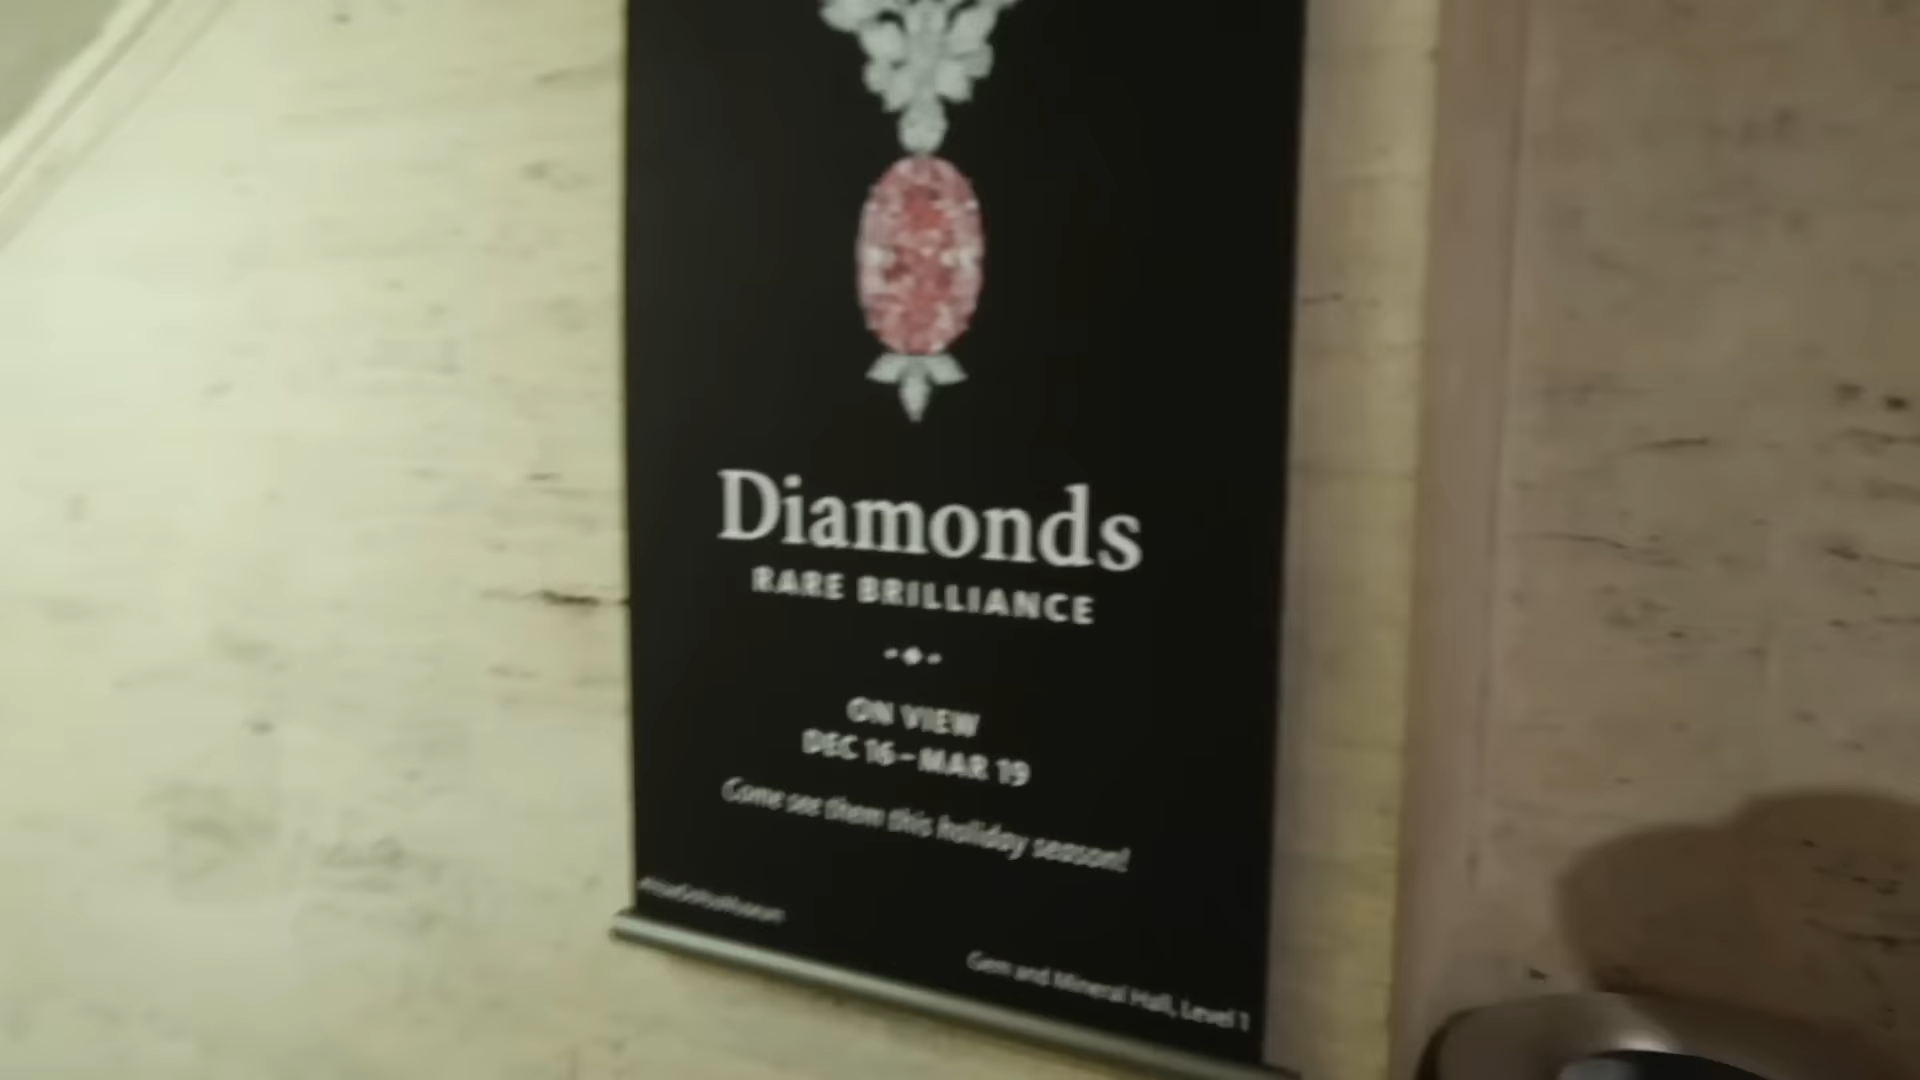 Diamonds
RARE BRILLIANCE
ON VIEW
DEC 16-MAR 19
Come see them this holiday season!
Gem and Mineral Hall, Level 1